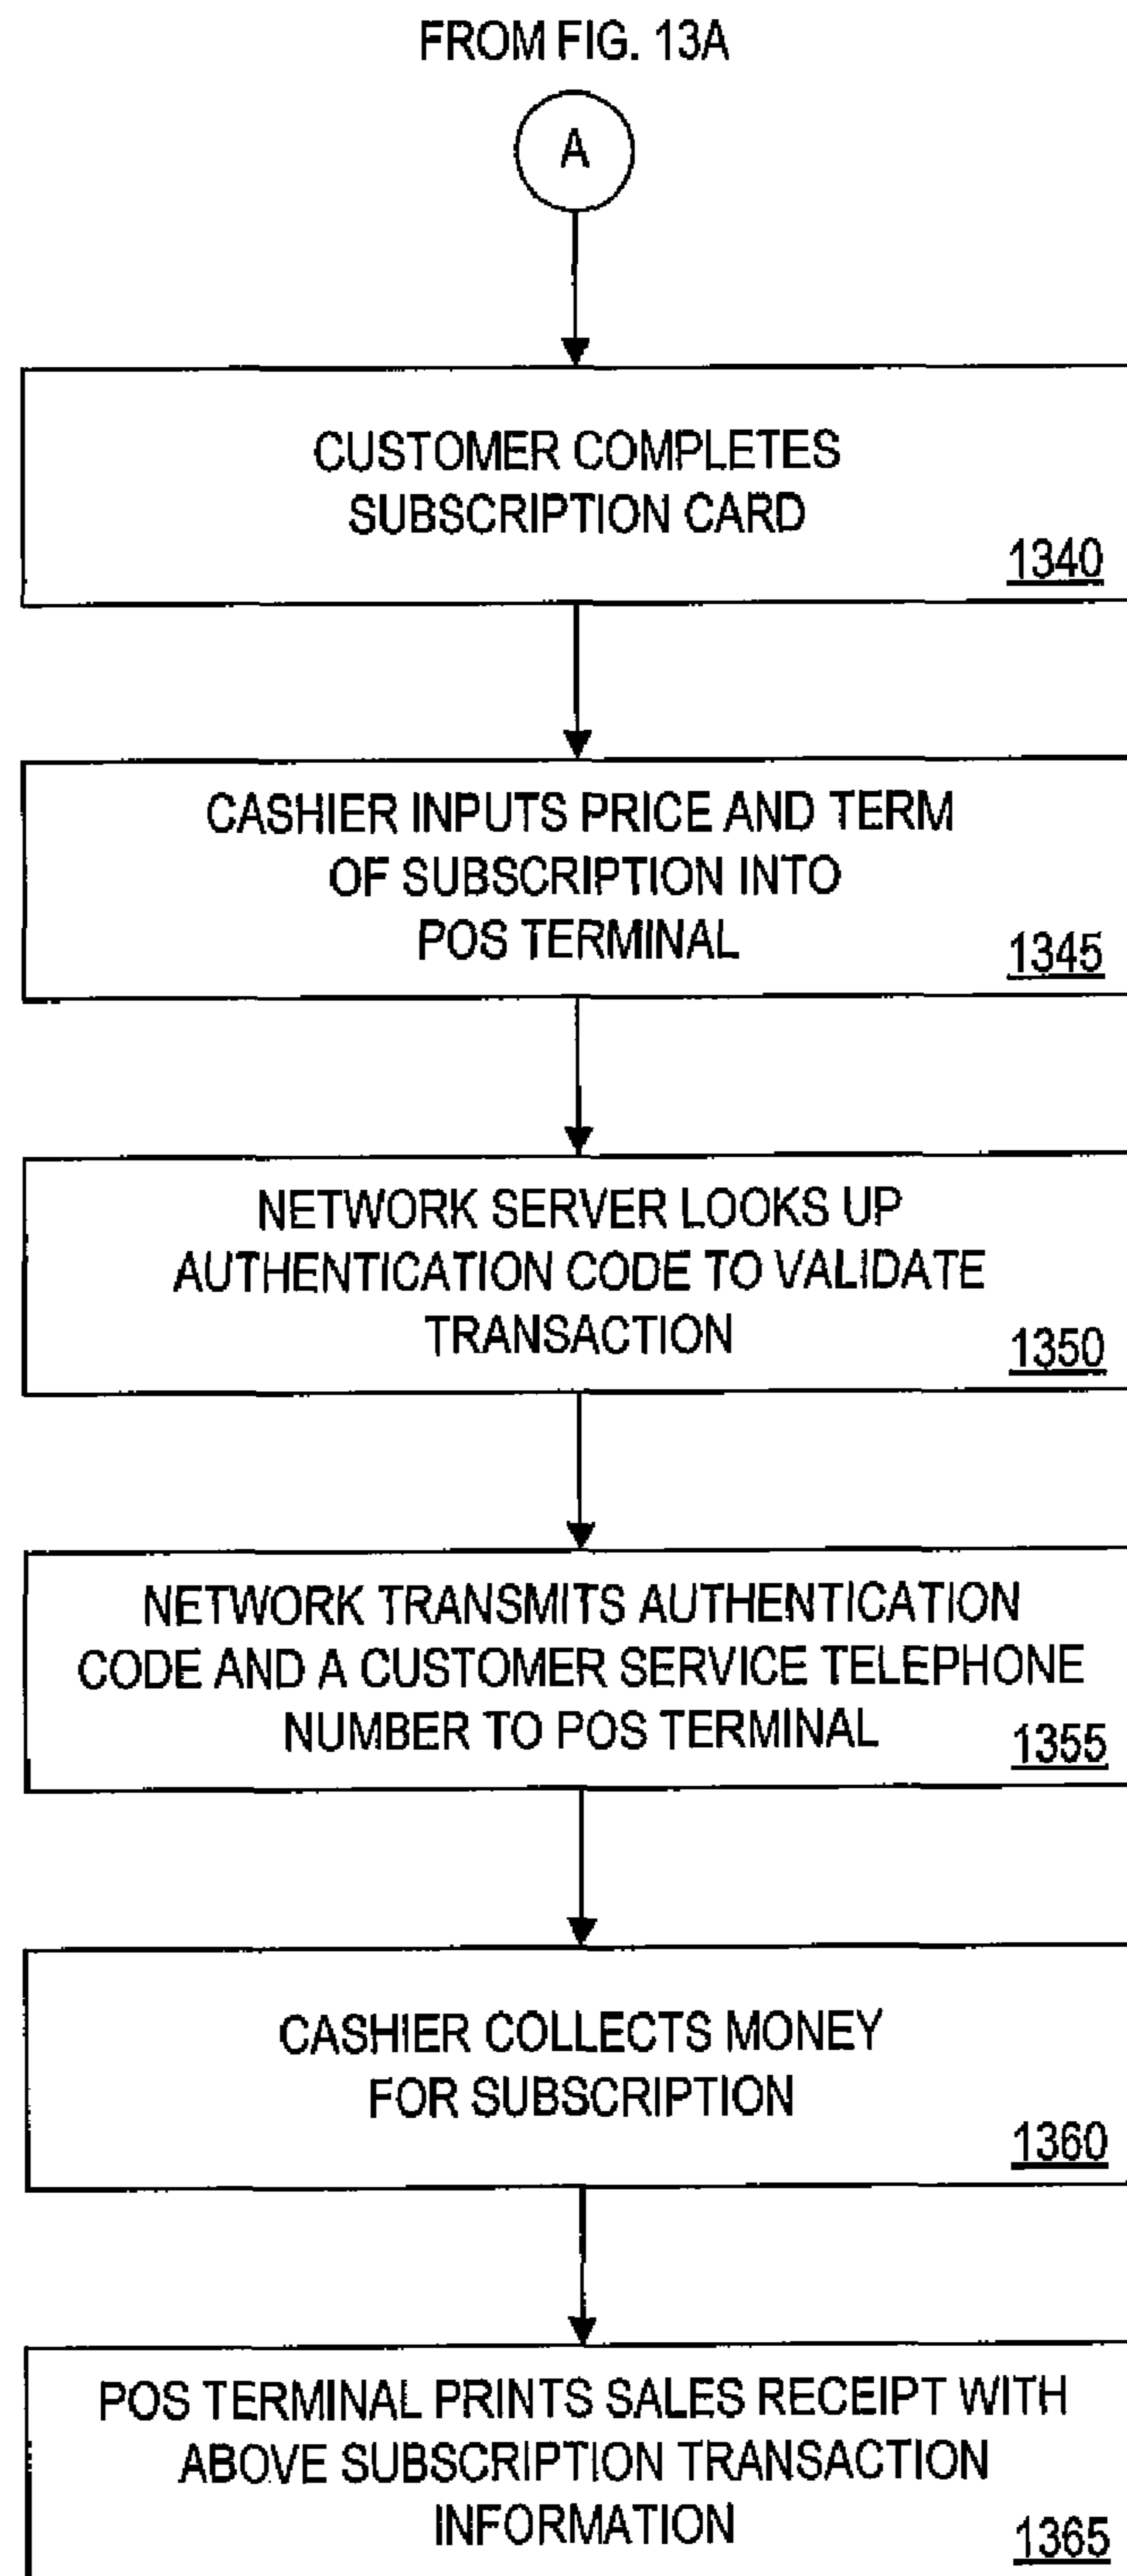 FROM FIG. 13A
A
CUSTOMER COMPLETES
SUBSCRIPTION CARD
1340
CASHIER INPUTS PRICE AND TERM
OF SUBSCRIPTION INTO
POS TERMINAL
1345
NETWORK SERVER LOOKS UP
AUTHENTICATION CODE TO VALIDATE
TRANSACTION
1350
NETWORK TRANSMITS AUTHENTICATION
CODE AND A CUSTOMER SERVICE TELEPHONE
NUMBER TO POS TERMINAL
1355
CASHIER COLLECTS MONEY
FOR SUBSCRIPTION
1360
POS TERMINAL PRINTS SALES RECEIPT WITH
ABOVE SUBSCRIPTION TRANSACTION
INFORMATION
1365